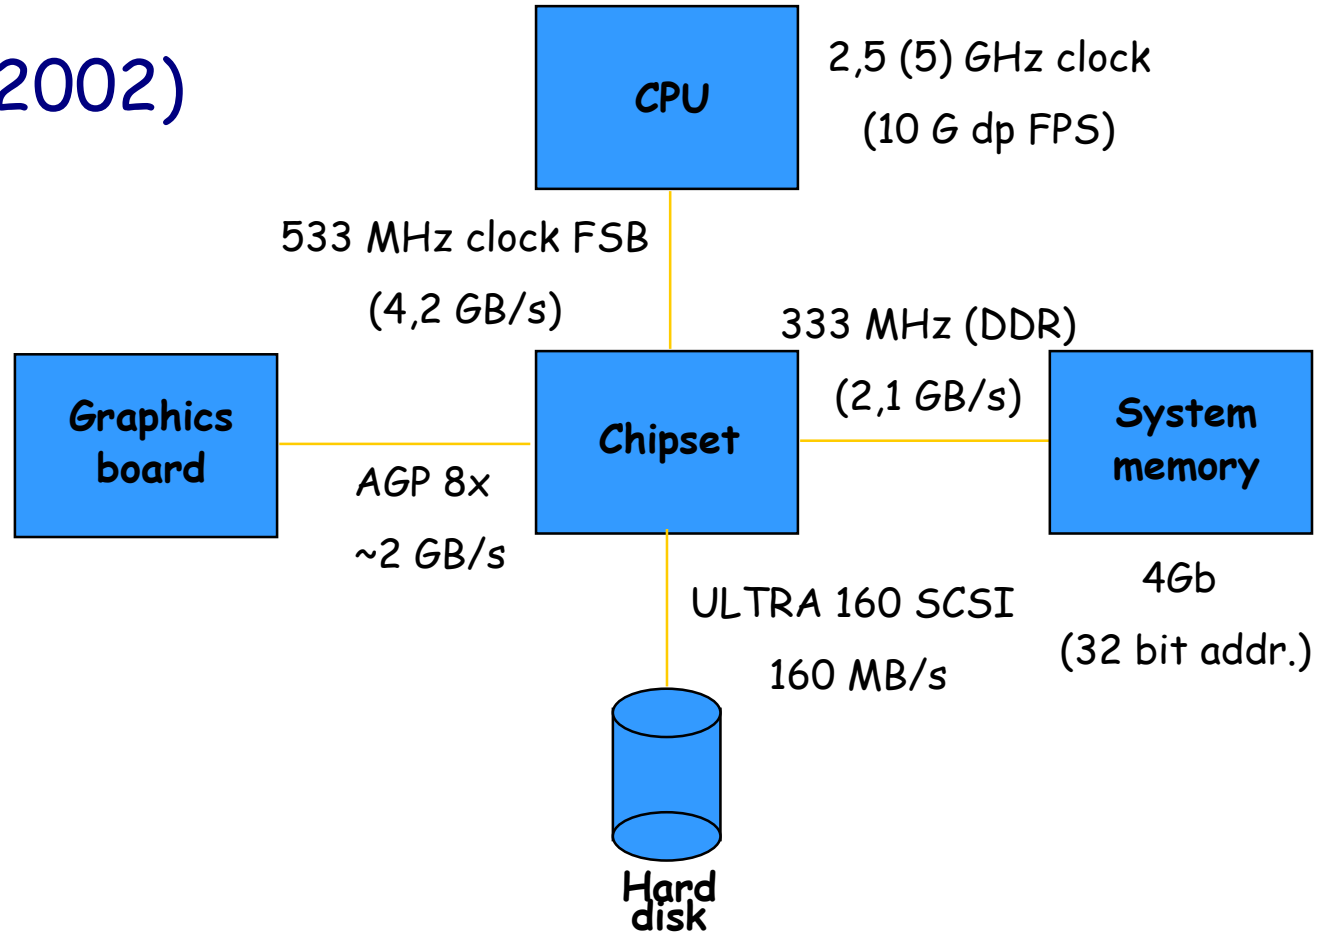 2002)
CPU
2,5 (5) GHz clock
(10 G dp FPS)
533 MHz clock FSB
(4,2 GB/s)
333 MHz (DDR)
(2,1 GB/s)
Graphics
board
Chipset
System
memory
AGP 8x
~2 GB/s
4Gb
(32 bit addr.)
ULTRA 160 SCSI
160 MB/s
Hard
disk